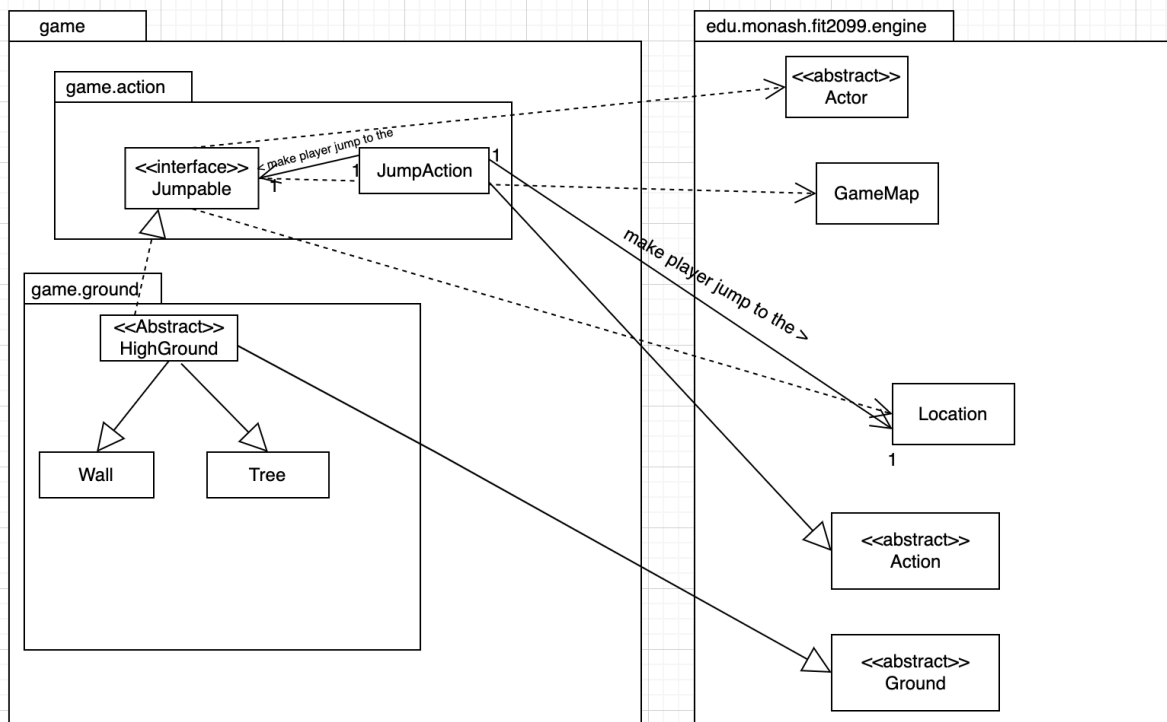 game
edu.monash.fit2099.engine
game.action
<<abstract>>
Actor
< make player jump to the
<<interface>>
Jumpable
1
1
JumpAction
1
GameMap
make player jump to the >
game.ground
<<Abstract>>
HighGround
Location
1
Wall
Tree
<<abstract>>
Action
<<abstract>>
Ground